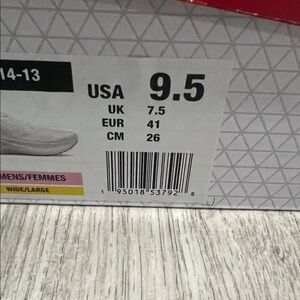 14-13
USA 9.5
UK 7.5
EUR 41
CM 26
MENS/FEMMES
WIDE/LARGE
1 95018 53792 8